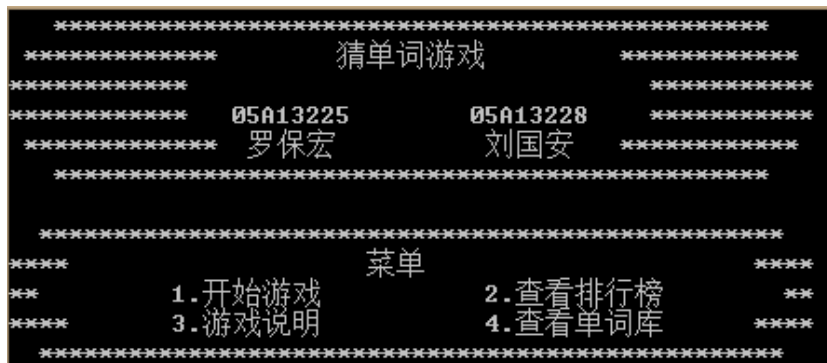 ************************************************
************* 猜单词游戏 ************
************ ***********
************ 05A13225 05A13228 ***********
************* 罗保宏 刘国安 ************
************************************************
**************************************************
**** 菜单 ****
** 1.开始游戏 2.查看排行榜 **
**** 3.游戏说明 4.查看单词库 ****
**************************************************